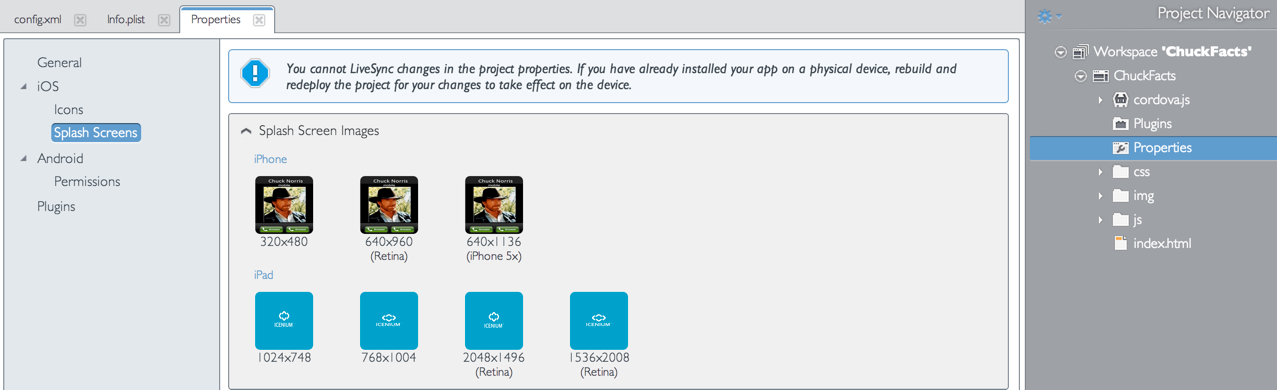 config.xml
Info.plist
Properties
General
iOS
Icons
Splash Screens
Android
Permissions
Plugins
You cannot LiveSync changes in the project properties. If you have already installed your app on a physical device, rebuild and
redeploy the project for your changes to take effect on the device.
Splash Screen Images
iPhone
Chuck Norris
mobile
Chuck Norris
mobile
Chuck Norris
mobile
320x480
640x960
(Retina)
640x1136
(iPhone 5x)
iPad
ICENIUM
ICENIUM
ICENIUM
ICENIUM
1024x748
768x1004
2048x1496
(Retina)
1536x2008
(Retina)
Project Navigator
Workspace 'ChuckFacts'
ChuckFacts
cordova.js
Plugins
Properties
css
img
js
index.html